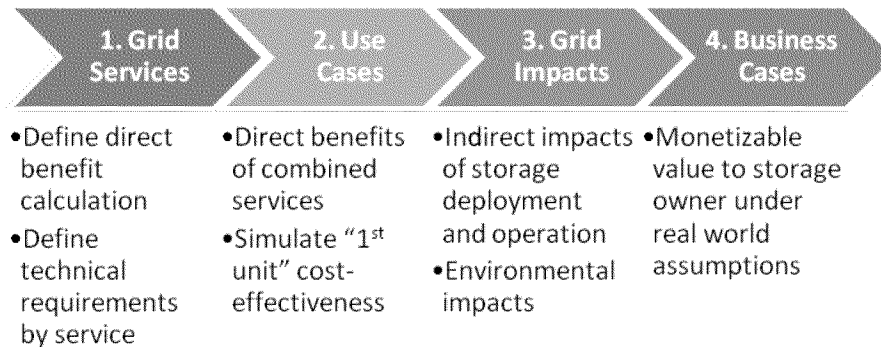 1. Grid
Services
2. Use
Cases
3. Grid
Impacts
4. Business
Cases
•Define direct
benefit
calculation
•Define
technical
requirements
by service
•Direct benefits
of combined
services
•Simulate “1st
unit” cost-
effectiveness
•Indirect impacts
of storage
deployment
and operation
•Environmental
impacts
•Monetizable
value to storage
owner under
real world
assumptions